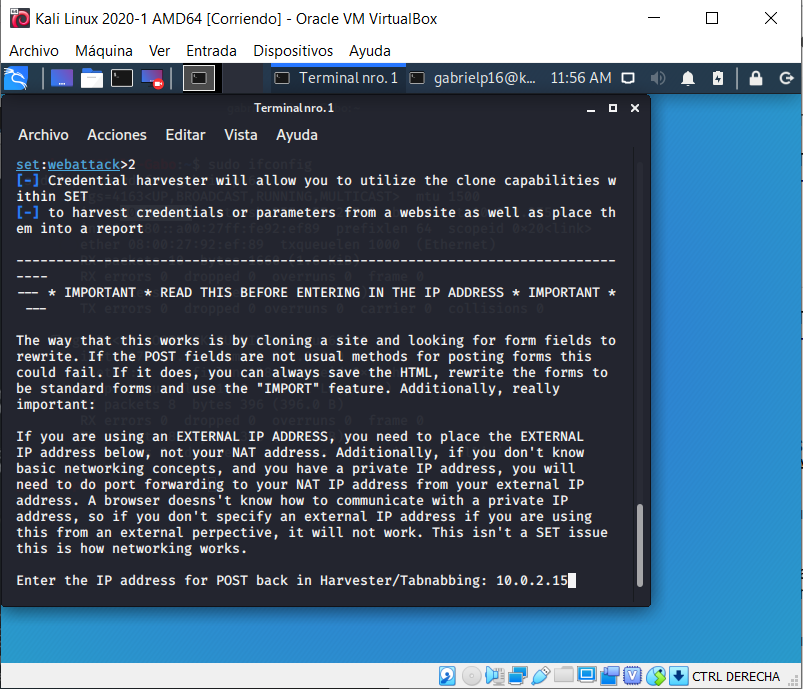 Kali Linux 2020-1 AMD64 [Corriendo] - Oracle VM VirtualBox
Archivo Máquina Ver Entrada Dispositivos Ayuda
Terminal nro. 1 gabrielp16@k... 11:56 AM
Terminal nro. 1
Archivo Acciones Editar Vista Ayuda
set:webattack>2
[-] Credential harvester will allow you to utilize the clone capabilities w
ithin SET
[-] to harvest credentials or parameters from a website as well as place th
em into a report
---------------------------------------------------------------------------
----
--- * IMPORTANT * READ THIS BEFORE ENTERING IN THE IP ADDRESS * IMPORTANT *
---
The way that this works is by cloning a site and looking for form fields to
rewrite. If the POST fields are not usual methods for posting forms this
could fail. If it does, you can always save the HTML, rewrite the forms to
be standard forms and use the "IMPORT" feature. Additionally, really
important:
If you are using an EXTERNAL IP ADDRESS, you need to place the EXTERNAL
IP address below, not your NAT address. Additionally, if you don't know
basic networking concepts, and you have a private IP address, you will
need to do port forwarding to your NAT IP address from your external IP
address. A browser doesns't know how to communicate with a private IP
address, so if you don't specify an external IP address if you are using
this from an external perpective, it will not work. This isn't a SET issue
this is how networking works.
Enter the IP address for POST back in Harvester/Tabnabbing: 10.0.2.15
CTRL DERECHA